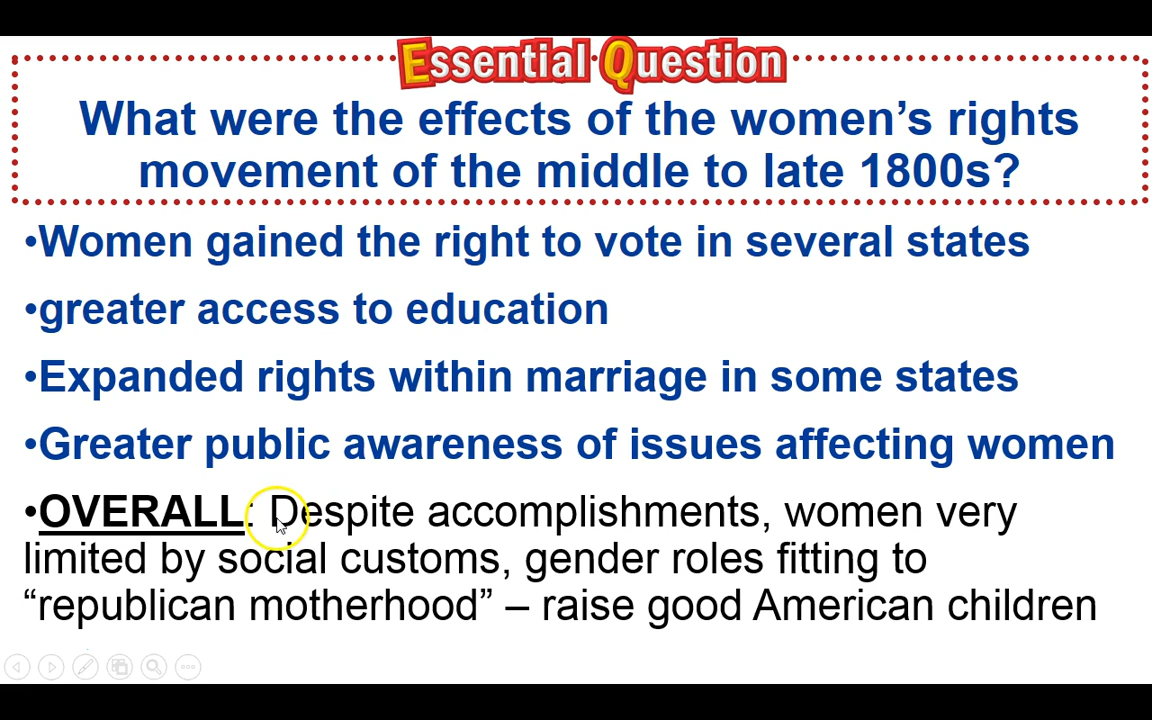 Essential Question
What were the effects of the women’s rights
movement of the middle to late 1800s?
•Women gained the right to vote in several states
•greater access to education
•Expanded rights within marriage in some states
•Greater public awareness of issues affecting women
•OVERALL: Despite accomplishments, women very
limited by social customs, gender roles fitting to
“republican motherhood” – raise good American children